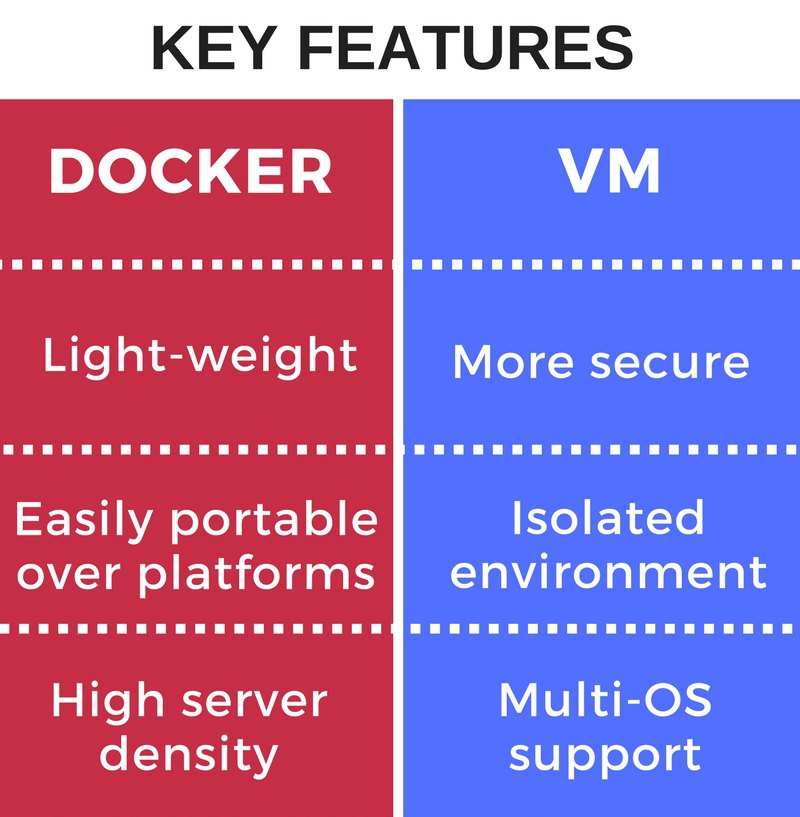 KEY FEATURES
DOCKER
VM
Light-weight
More secure
Easily portable
over platforms
Isolated
environment
High server
density
Multi-OS
support